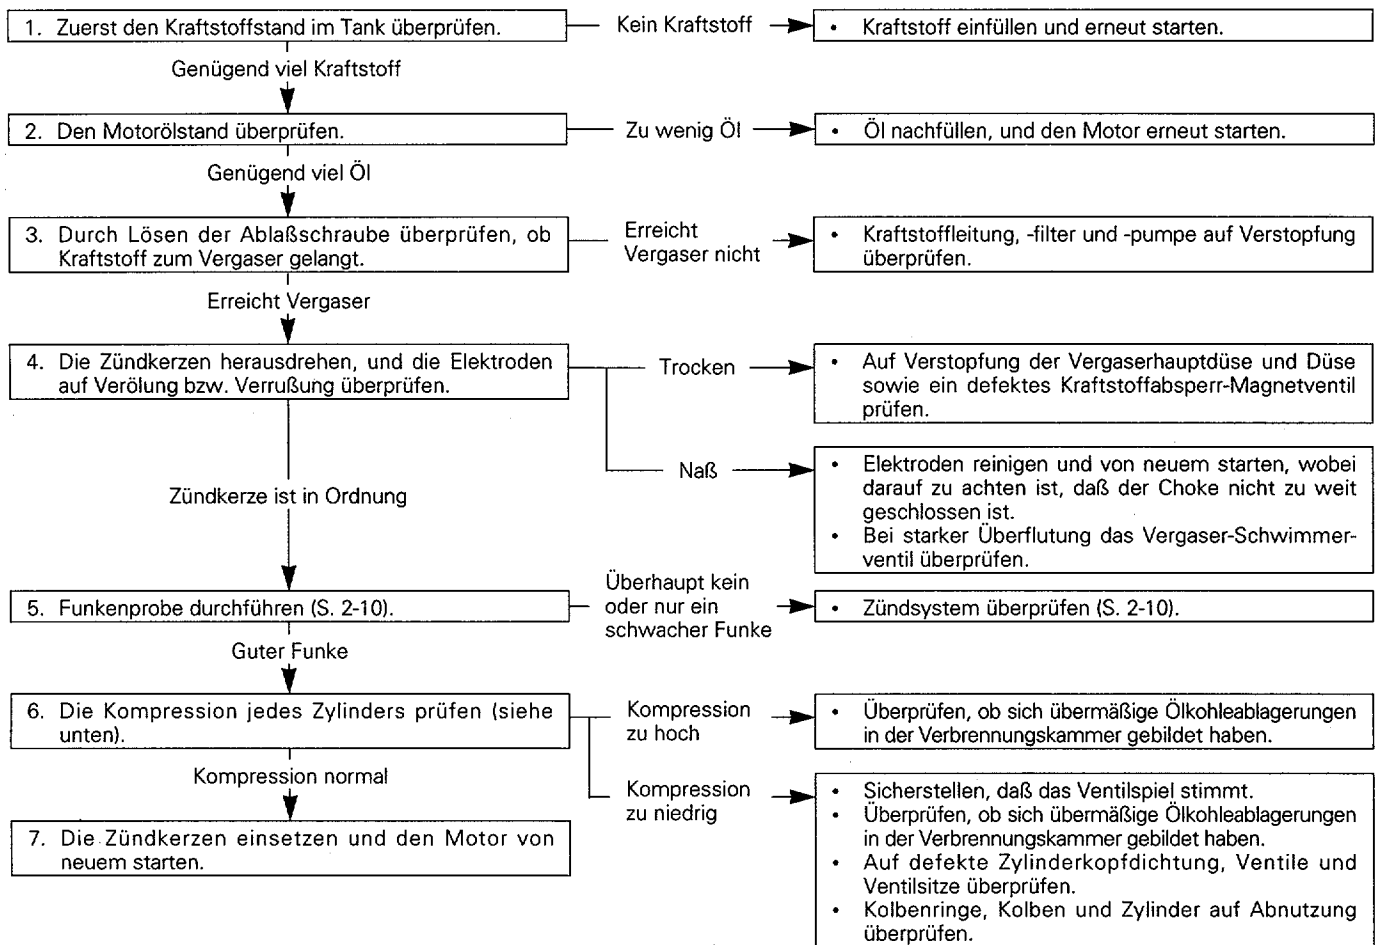 1. Zuerst den Kraftstoffstand im Tank überprüfen.
Kein Kraftstoff
• Kraftstoff einfüllen und erneut starten.
Genügend viel Kraftstoff
2. Den Motorölstand überprüfen.
Zu wenig Öl
• Öl nachfüllen, und den Motor erneut starten.
Genügend viel Öl
3. Durch Lösen der Ablaßschraube überprüfen, ob
Kraftstoff zum Vergaser gelangt.
Erreicht
Vergaser nicht
• Kraftstoffleitung, -filter und -pumpe auf Verstopfung
überprüfen.
Erreicht Vergaser
4. Die Zündkerzen herausdrehen, und die Elektroden
auf Verölung bzw. Verrußung überprüfen.
Trocken
• Auf Verstopfung der Vergaserhauptdüse und Düse
sowie ein defektes Kraftstoffabsperr-Magnetventil
prüfen.
Naß
• Elektroden reinigen und von neuem starten, wobei
darauf zu achten ist, daß der Choke nicht zu weit
geschlossen ist.
• Bei starker Überflutung das Vergaser-Schwimmer-
ventil überprüfen.
Zündkerze ist in Ordnung
5. Funkenprobe durchführen (S. 2-10).
Überhaupt kein
oder nur ein
schwacher Funke
• Zündsystem überprüfen (S. 2-10).
Guter Funke
6. Die Kompression jedes Zylinders prüfen (siehe
unten).
Kompression
zu hoch
• Überprüfen, ob sich übermäßige Ölkohleablagerungen
in der Verbrennungskammer gebildet haben.
Kompression normal
Kompression
zu niedrig
• Sicherstellen, daß das Ventilspiel stimmt.
• Überprüfen, ob sich übermäßige Ölkohleablagerungen
in der Verbrennungskammer gebildet haben.
• Auf defekte Zylinderkopfdichtung, Ventile und
Ventilsitze überprüfen.
• Kolbenringe, Kolben und Zylinder auf Abnutzung
überprüfen.
7. Die Zündkerzen einsetzen und den Motor von
neuem starten.